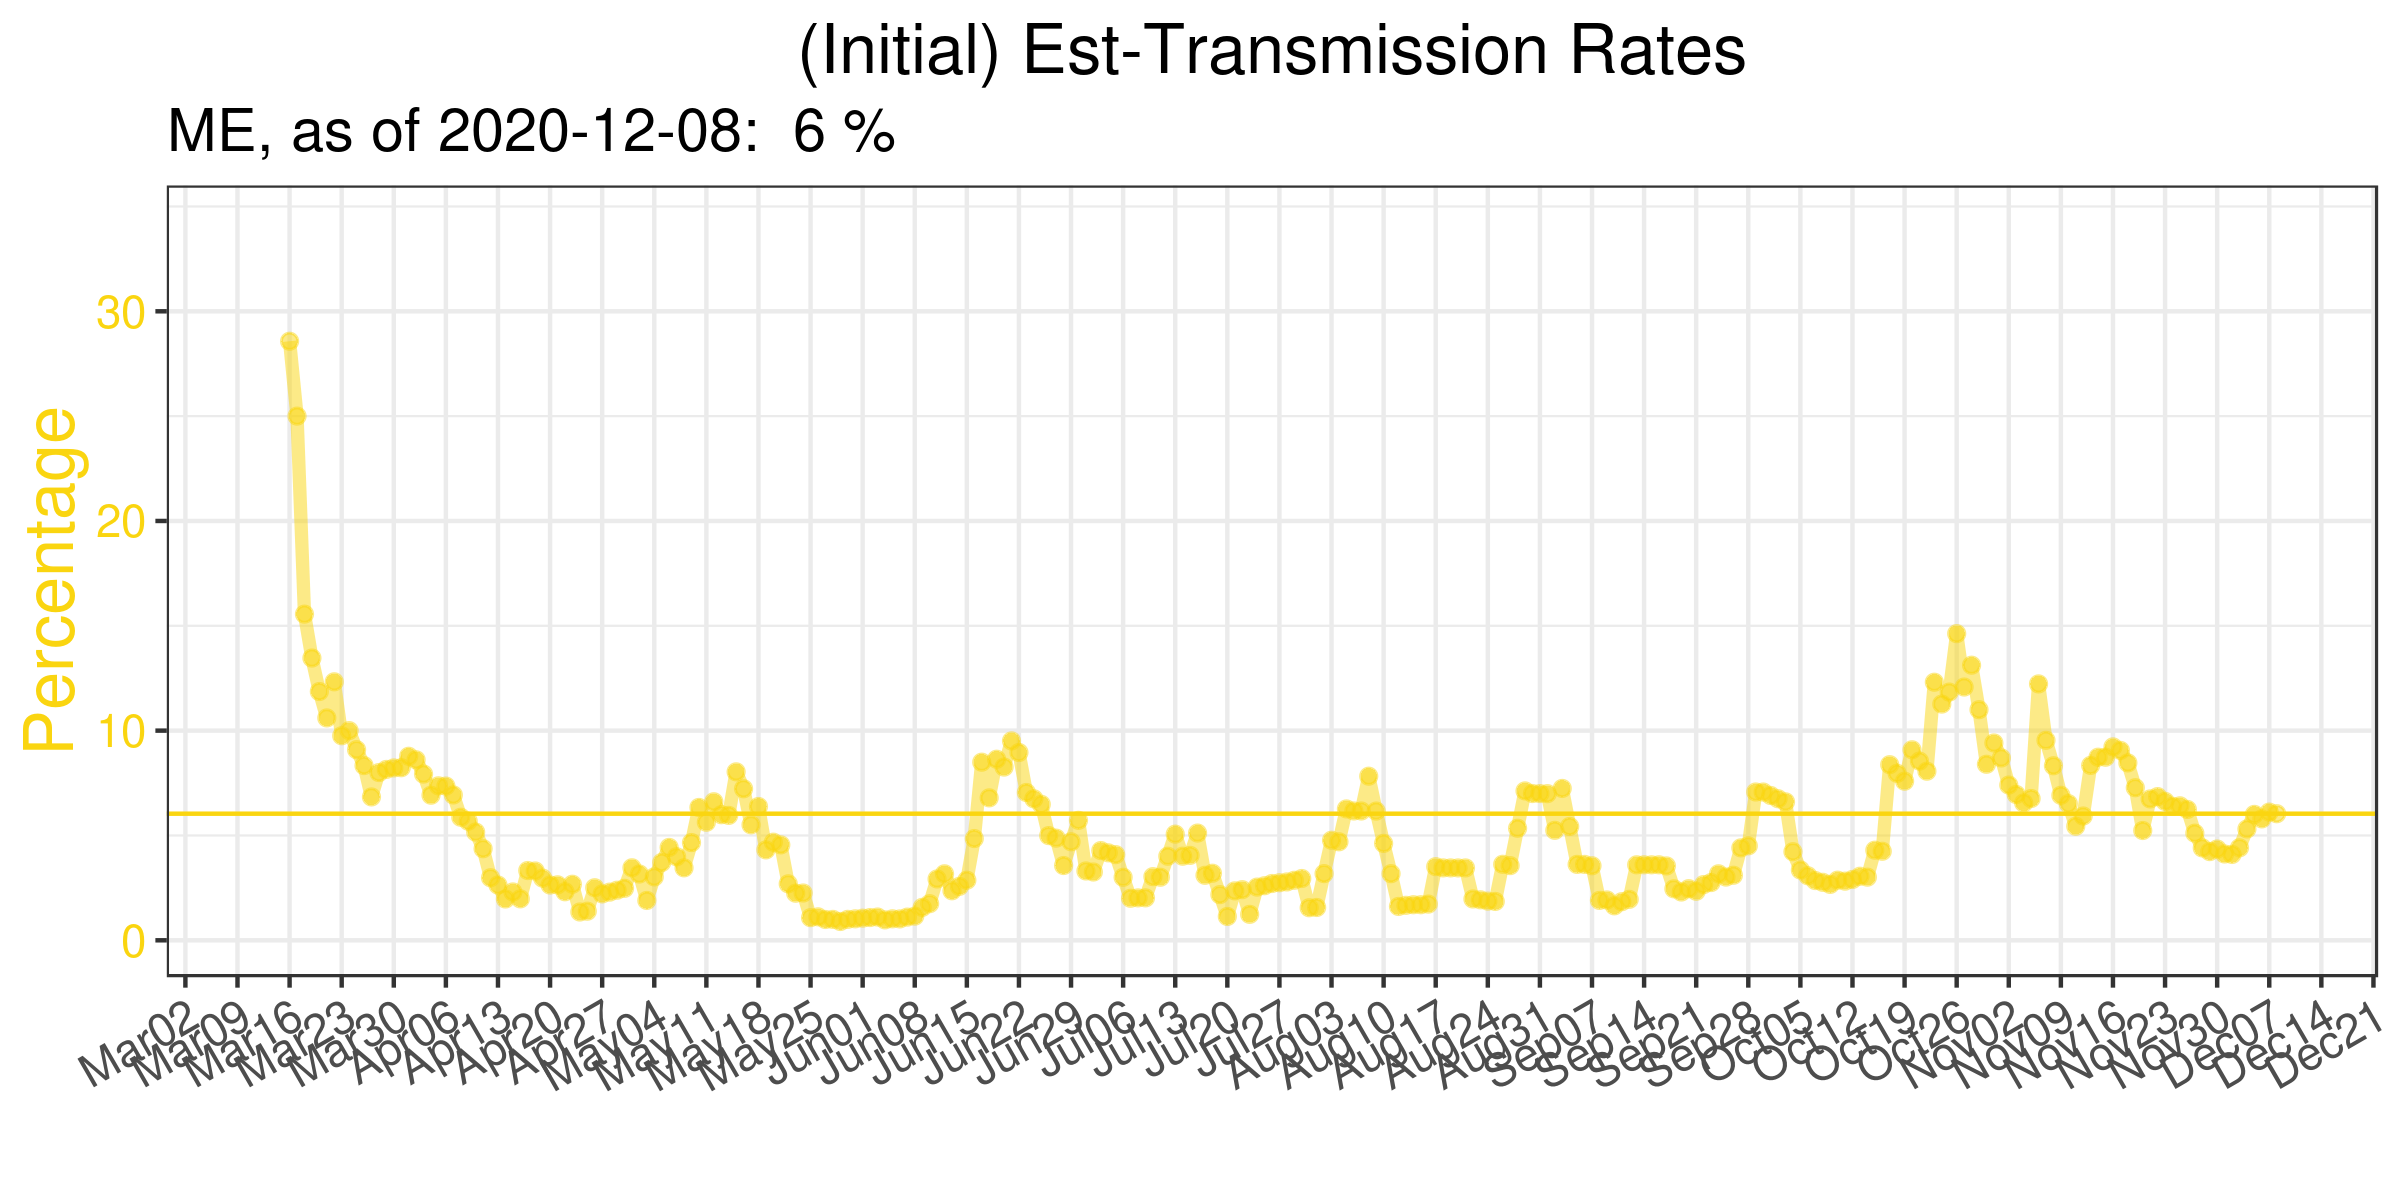 (Initial) Est-Transmission Rates
ME, as of 2020-12-08:  6 %
Percentage
30
20
10
0
Mar02
Mar09
Mar16
Mar23
Mar30
Apr06
Apr13
Apr20
Apr27
May04
May11
May18
May25
Jun01
Jun08
Jun15
Jun22
Jun29
Jul06
Jul13
Jul20
Jul27
Aug03
Aug10
Aug17
Aug24
Aug31
Sep07
Sep14
Sep21
Sep28
Oct05
Oct12
Oct19
Oct26
Nov02
Nov09
Nov16
Nov23
Nov30
Dec07
Dec14
Dec21